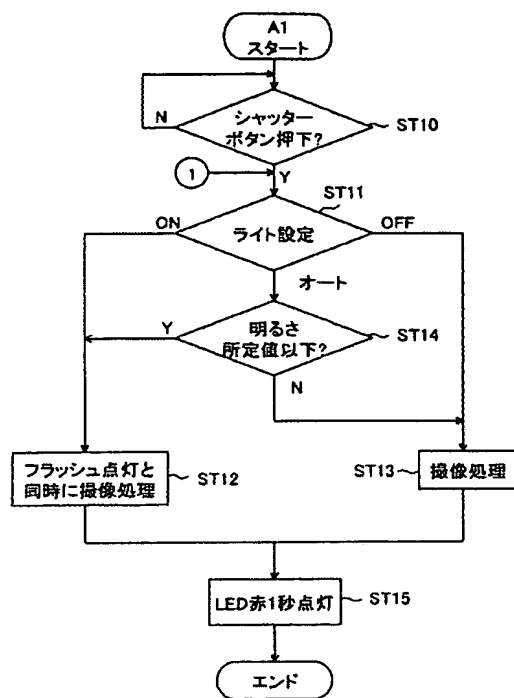 A1
スタート
シャッター
ボタン押下?
N
ST10
1
Y
ST11
ON
ライト設定
OFF
オート
Y
明るさ
所定値以下?
ST14
N
フラッシュ点灯と
同時に撮像処理
ST12
ST13
撮像処理
LED赤1秒点灯
ST15
エンド